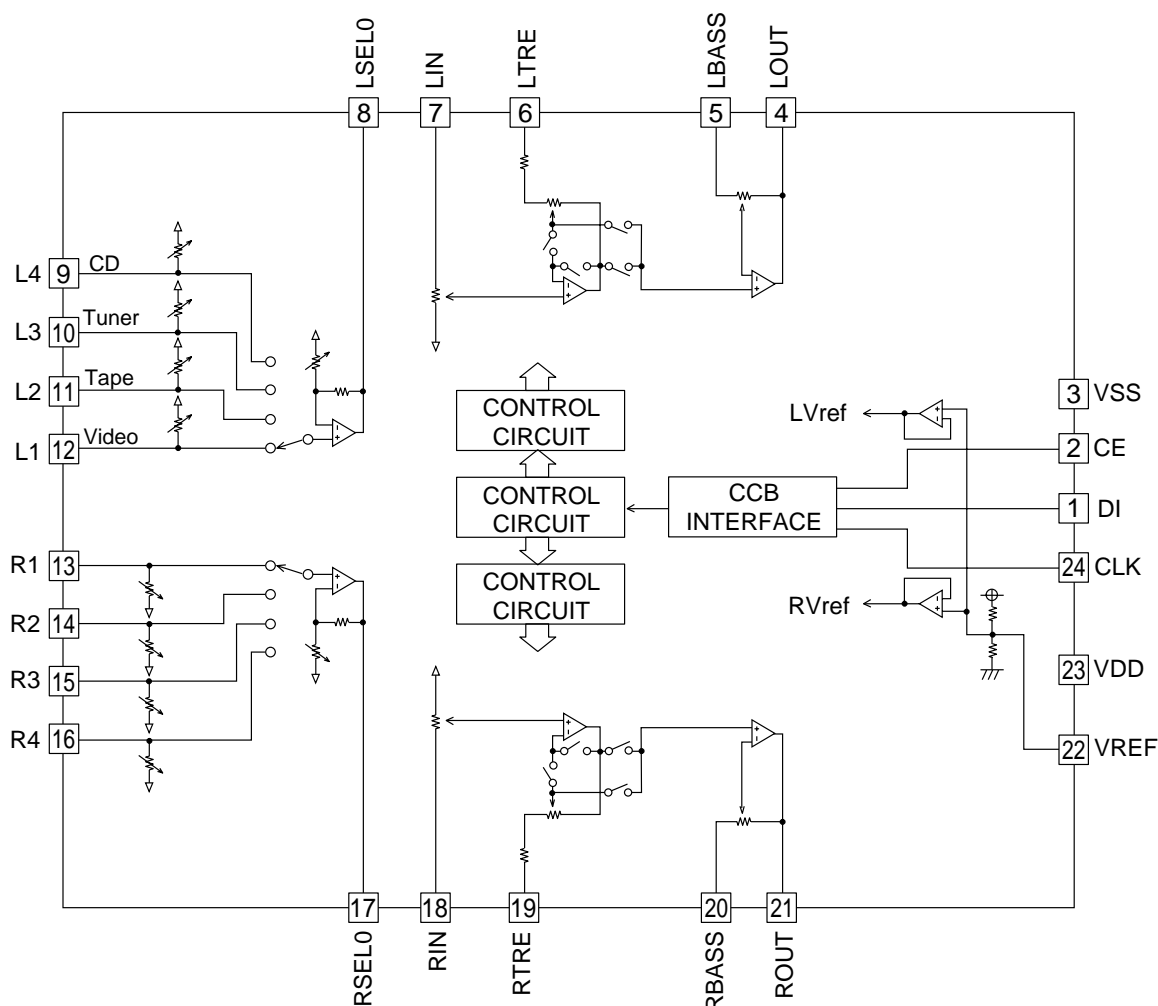 LSEL0
LIN
LTRE
LBASS
LOUT
8
7
6
5
4
L4 9 CD
L3 10 Tuner
L2 11 Tape
L1 12 Video
CONTROL
CIRCUIT
LVref
3 VSS
2 CE
CONTROL
CIRCUIT
CCB
INTERFACE
1 DI
R1 13
24 CLK
CONTROL
CIRCUIT
RVref
R2 14
R3 15
23 VDD
R4 16
22 VREF
17
18
19
20
21
RSEL0
RIN
RTRE
RBASS
ROUT